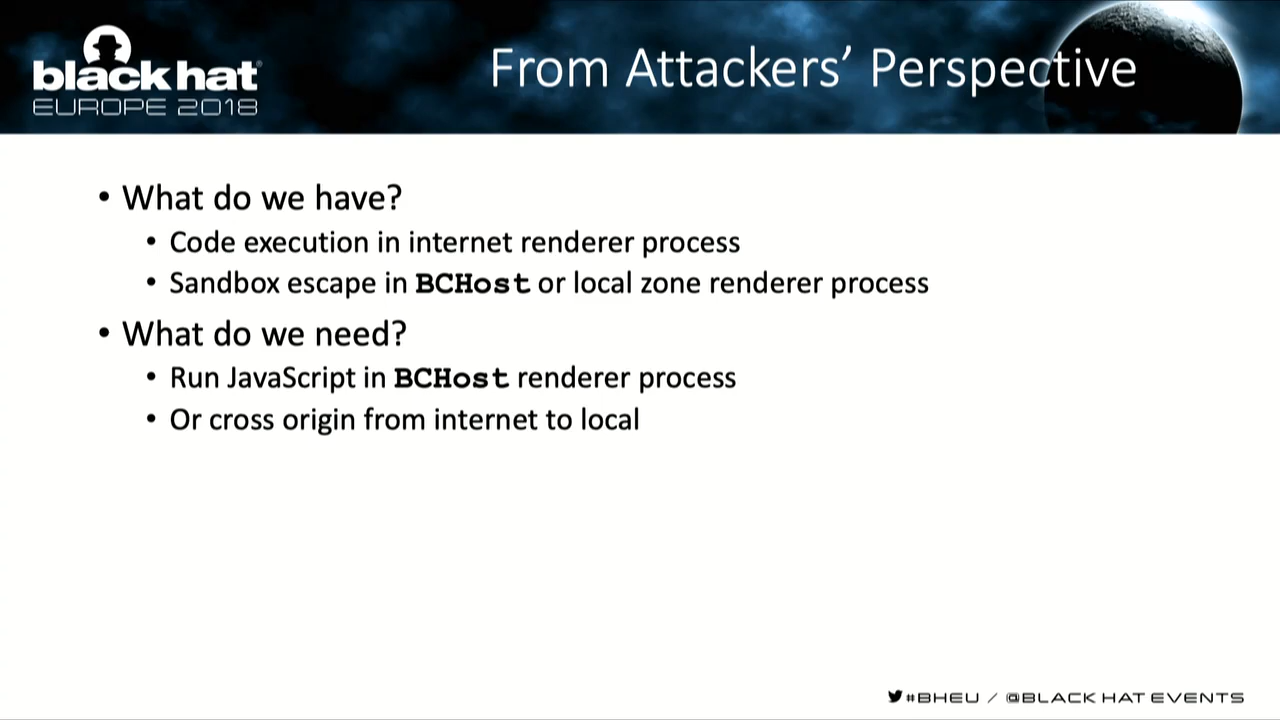 black hat
EUROPE 2018
From Attackers’ Perspective
• What do we have?
• Code execution in internet renderer process
• Sandbox escape in BCHost or local zone renderer process
• What do we need?
• Run JavaScript in BCHost renderer process
• Or cross origin from internet to local
#BHEU / @BLACK HAT EVENTS